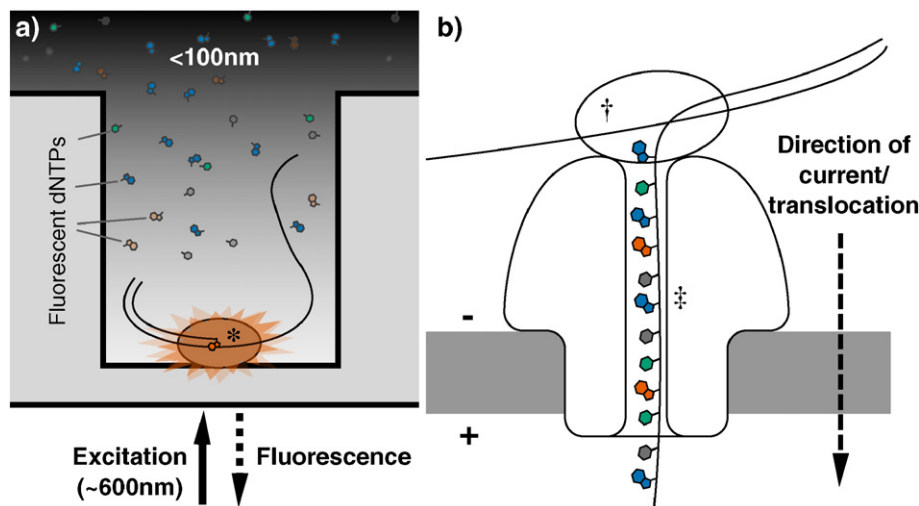 a)
<100nm
Fluorescent dNTPs
*
Excitation
(~600nm)
Fluorescence
b)
†
‡
-
+
Direction of
current/
translocation